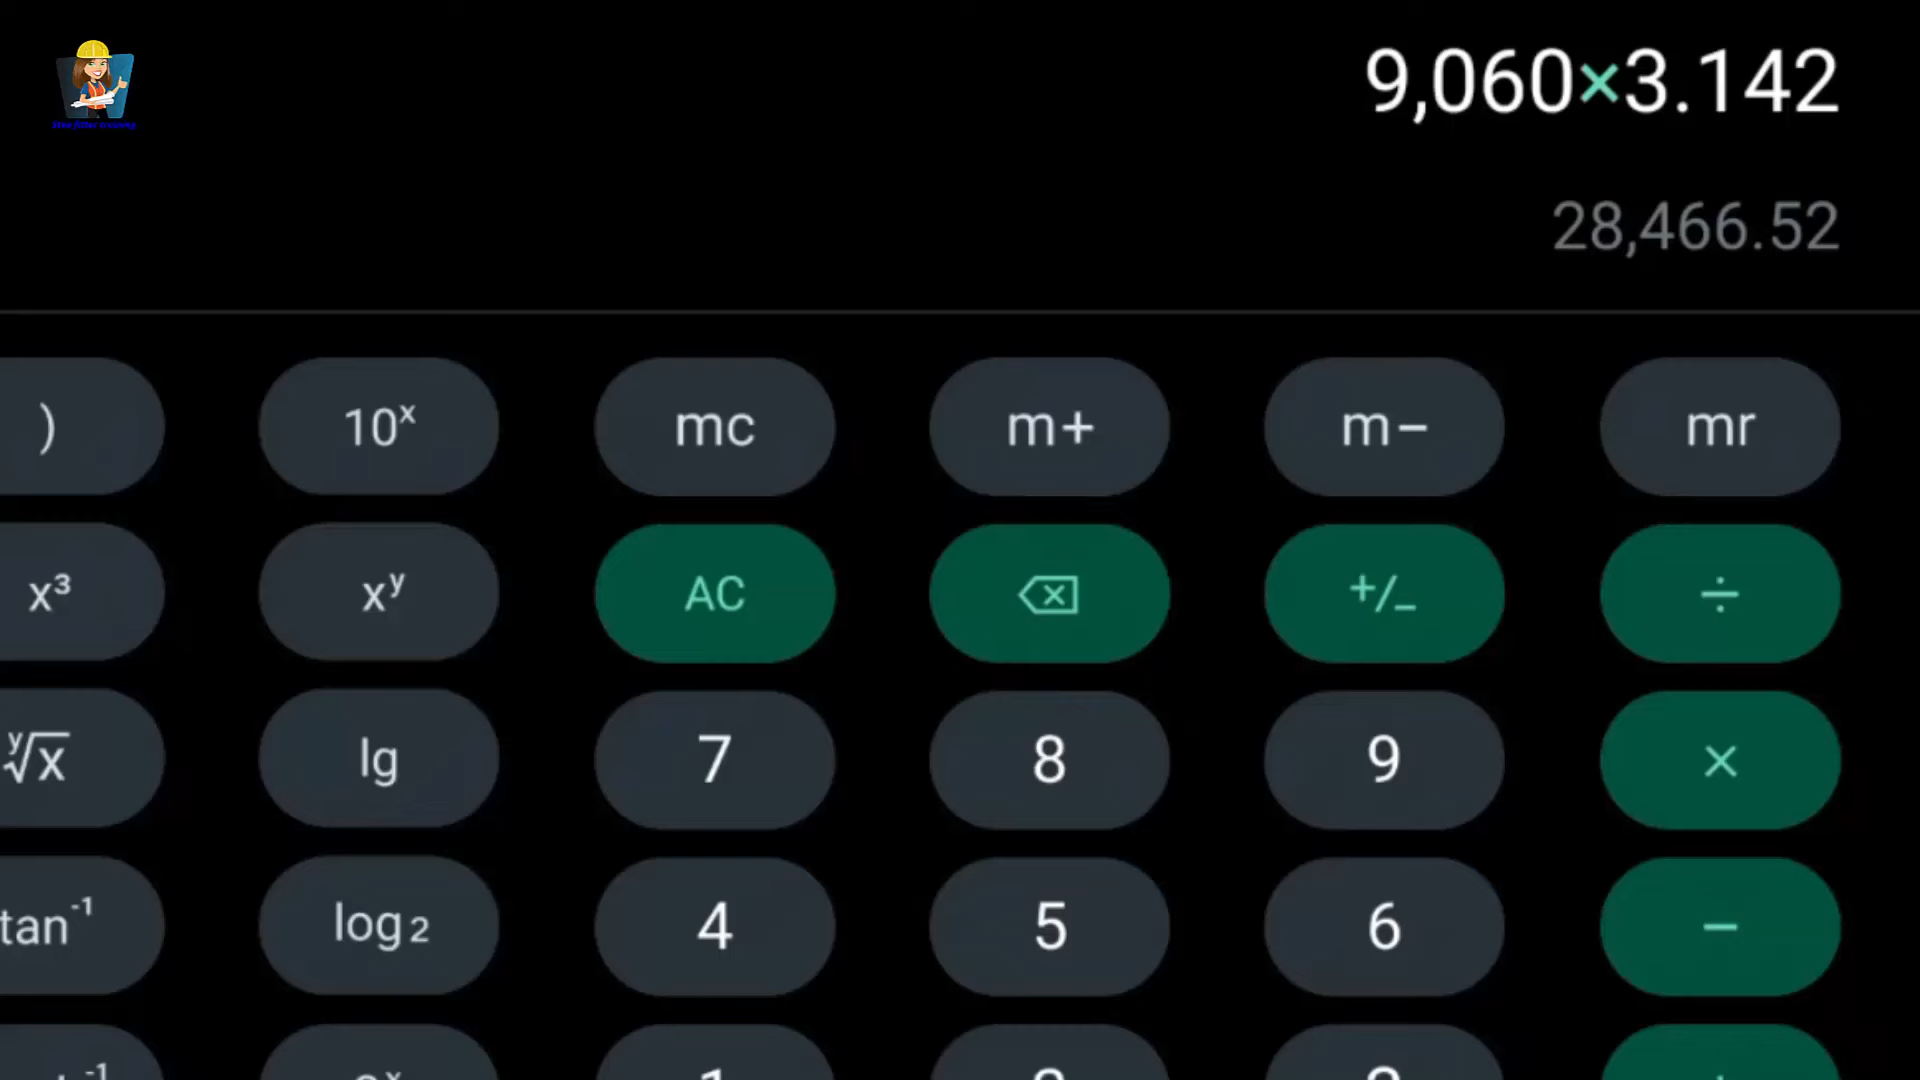 9,060×3.142
28,466.52
) 10ˣ mc m+ m− mr
x³ xʸ AC +/− ÷
ʸ√x lg 7 8 9 ×
tan⁻¹ log₂ 4 5 6 −